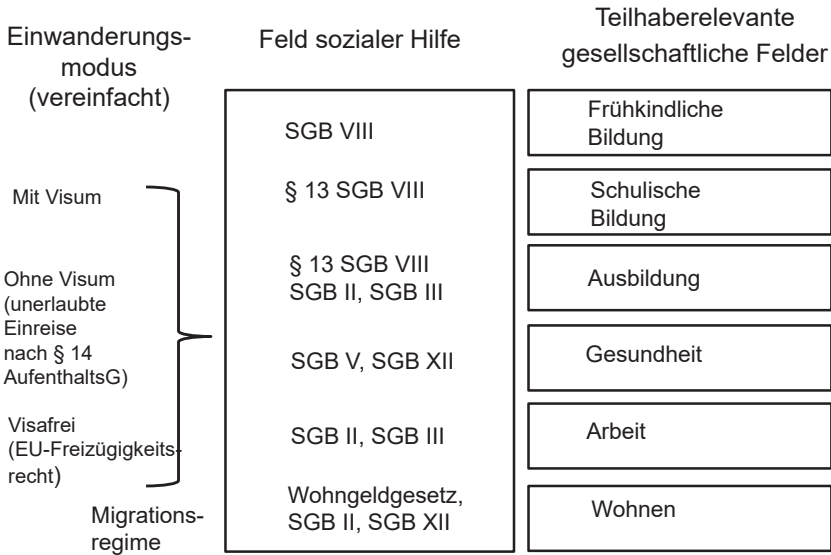 Einwanderungs-
modus
(vereinfacht)
Feld sozialer Hilfe
Teilhaberelevante
gesellschaftliche Felder
Mit Visum
Ohne Visum
(unerlaubte
Einreise
nach § 14
AufenthaltsG)
Visafrei
(EU-Freizügigkeits-
recht)
Migrations-
regime
SGB VIII
§ 13 SGB VIII
§ 13 SGB VIII
SGB II, SGB III
SGB V, SGB XII
SGB II, SGB III
Wohngeldgesetz,
SGB II, SGB XII
Frühkindliche
Bildung
Schulische
Bildung
Ausbildung
Gesundheit
Arbeit
Wohnen